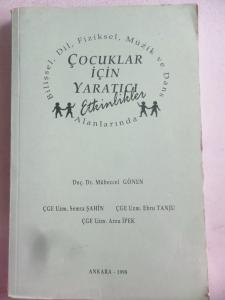 Bilişsel, Dil, Fiziksel, Müzik ve Dans
ÇOCUKLAR
İÇİN
YARATICI
Etkinlikler
Alanlarında
Doç. Dr. Mübeccel GÖNEN
ÇGE Uzm. Semra ŞAHİN ÇGE Uzm. Ebru TANJU
ÇGE Uzm. Arzu İPEK
ANKARA - 1998